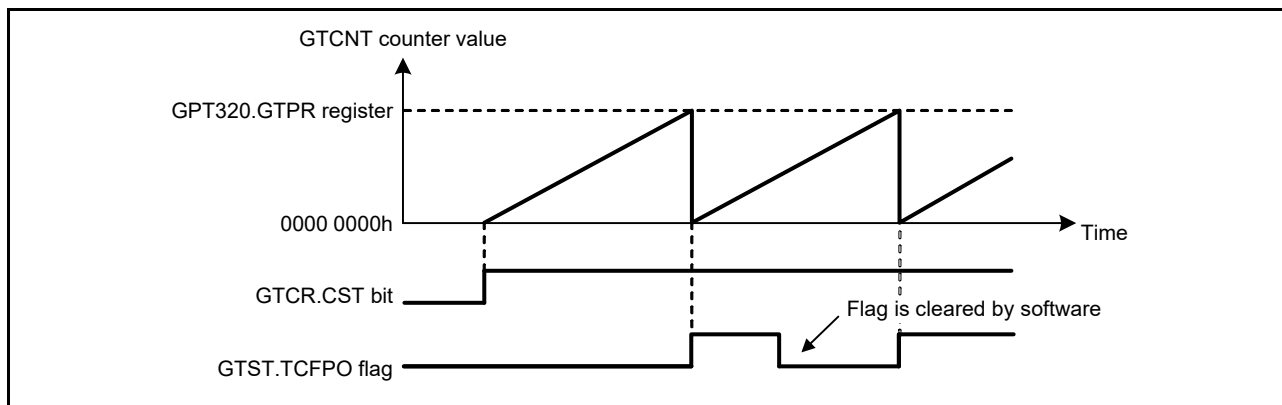 GTCNT counter value
GPT320.GTPR register
0000 0000h
Time
GTCR.CST bit
Flag is cleared by software
GTST.TCFPO flag